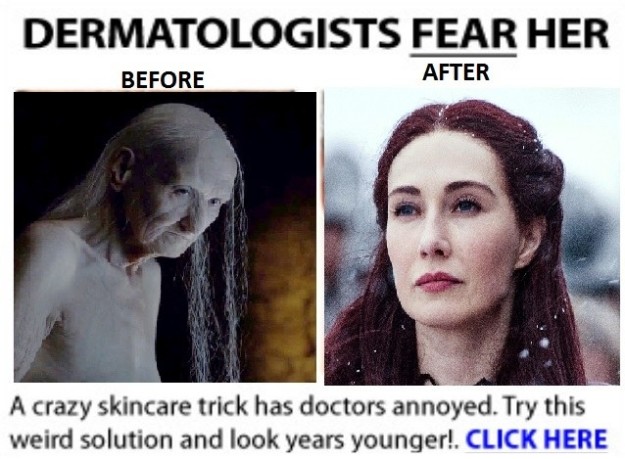 DERMATOLOGISTS FEAR HER
BEFORE
AFTER
A crazy skincare trick has doctors annoyed. Try this
weird solution and look years younger!. CLICK HERE